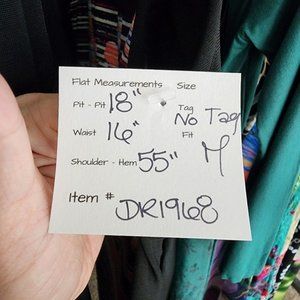 Flat Measurements Size
Pit - Pit 18" Tag No Tag
Waist 16" Fit M
Shoulder - Hem 55"
Item # DR1968